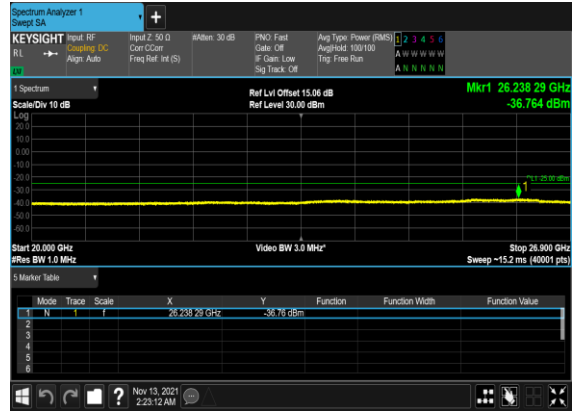 Spectrum Analyzer 1
Swept SA
+
KEYSIGHT Input: RF Input Z: 50 Ω #Atten: 30 dB PNO: Fast Avg Type: Power (RMS) 1 2 3 4 5 6
RL Coupling: DC Corr CCorr Gate: Off Avg|Hold: 100/100 A W W W W W
Align: Auto Freq Ref: Int (S) IF Gain: Low Trig: Free Run
Sig Track: Off A N N N N N
1 Spectrum Ref Lvl Offset 15.06 dB Mkr1 26.238 29 GHz
Scale/Div 10 dB Ref Level 30.00 dBm -36.764 dBm
Log
20.0
10.0
0.00
-10.0
-20.0
DL1 -25.00 dBm
-30.0
1
-40.0
-50.0
-60.0
Start 20.000 GHz Video BW 3.0 MHz* Stop 26.900 GHz
#Res BW 1.0 MHz Sweep ~15.2 ms (40001 pts)
5 Marker Table
Mode Trace Scale X Y Function Function Width Function Value
1 N 1 f 26.238 29 GHz -36.76 dBm
2
3
4
5
6
? Nov 13, 2021
2:23:12 AM